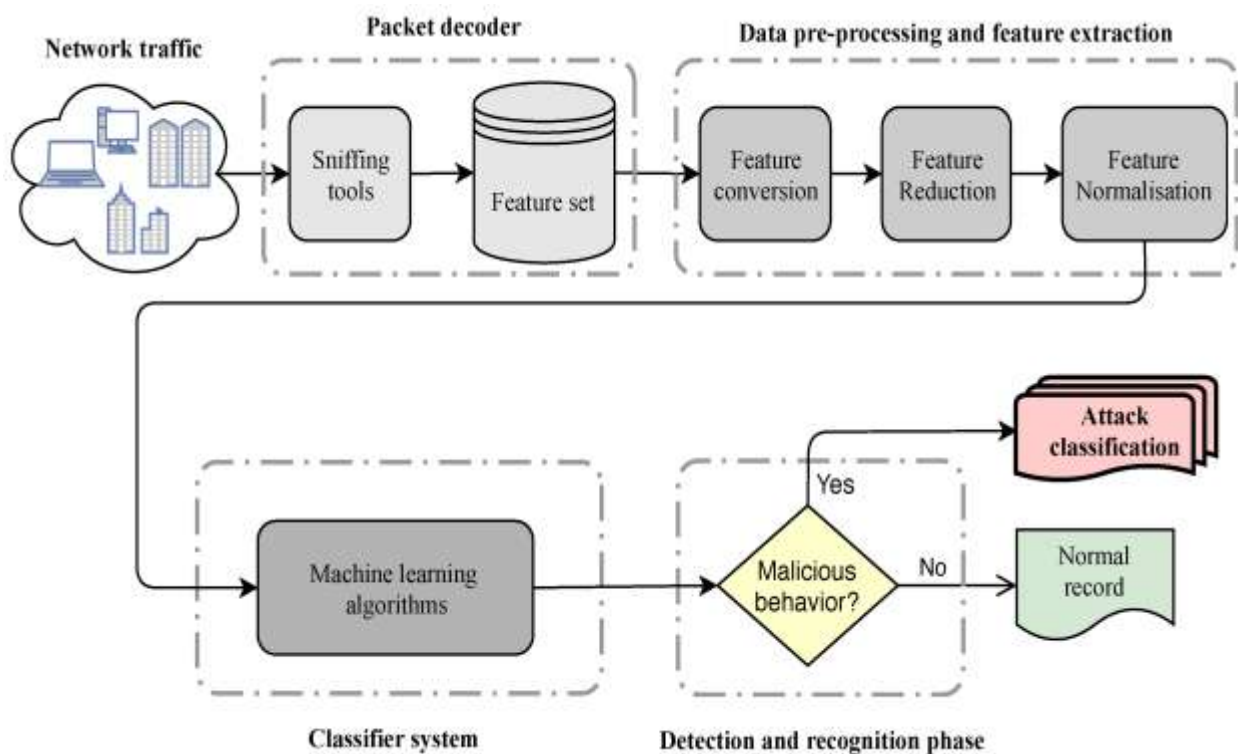 Network traffic
Packet decoder
Data pre-processing and feature extraction
Sniffing
tools
Feature set
Feature
conversion
Feature
Reduction
Feature
Normalisation
Attack
classification
Yes
Machine learning
algorithms
Malicious
behavior?
No
Normal
record
Classifier system
Detection and recognition phase